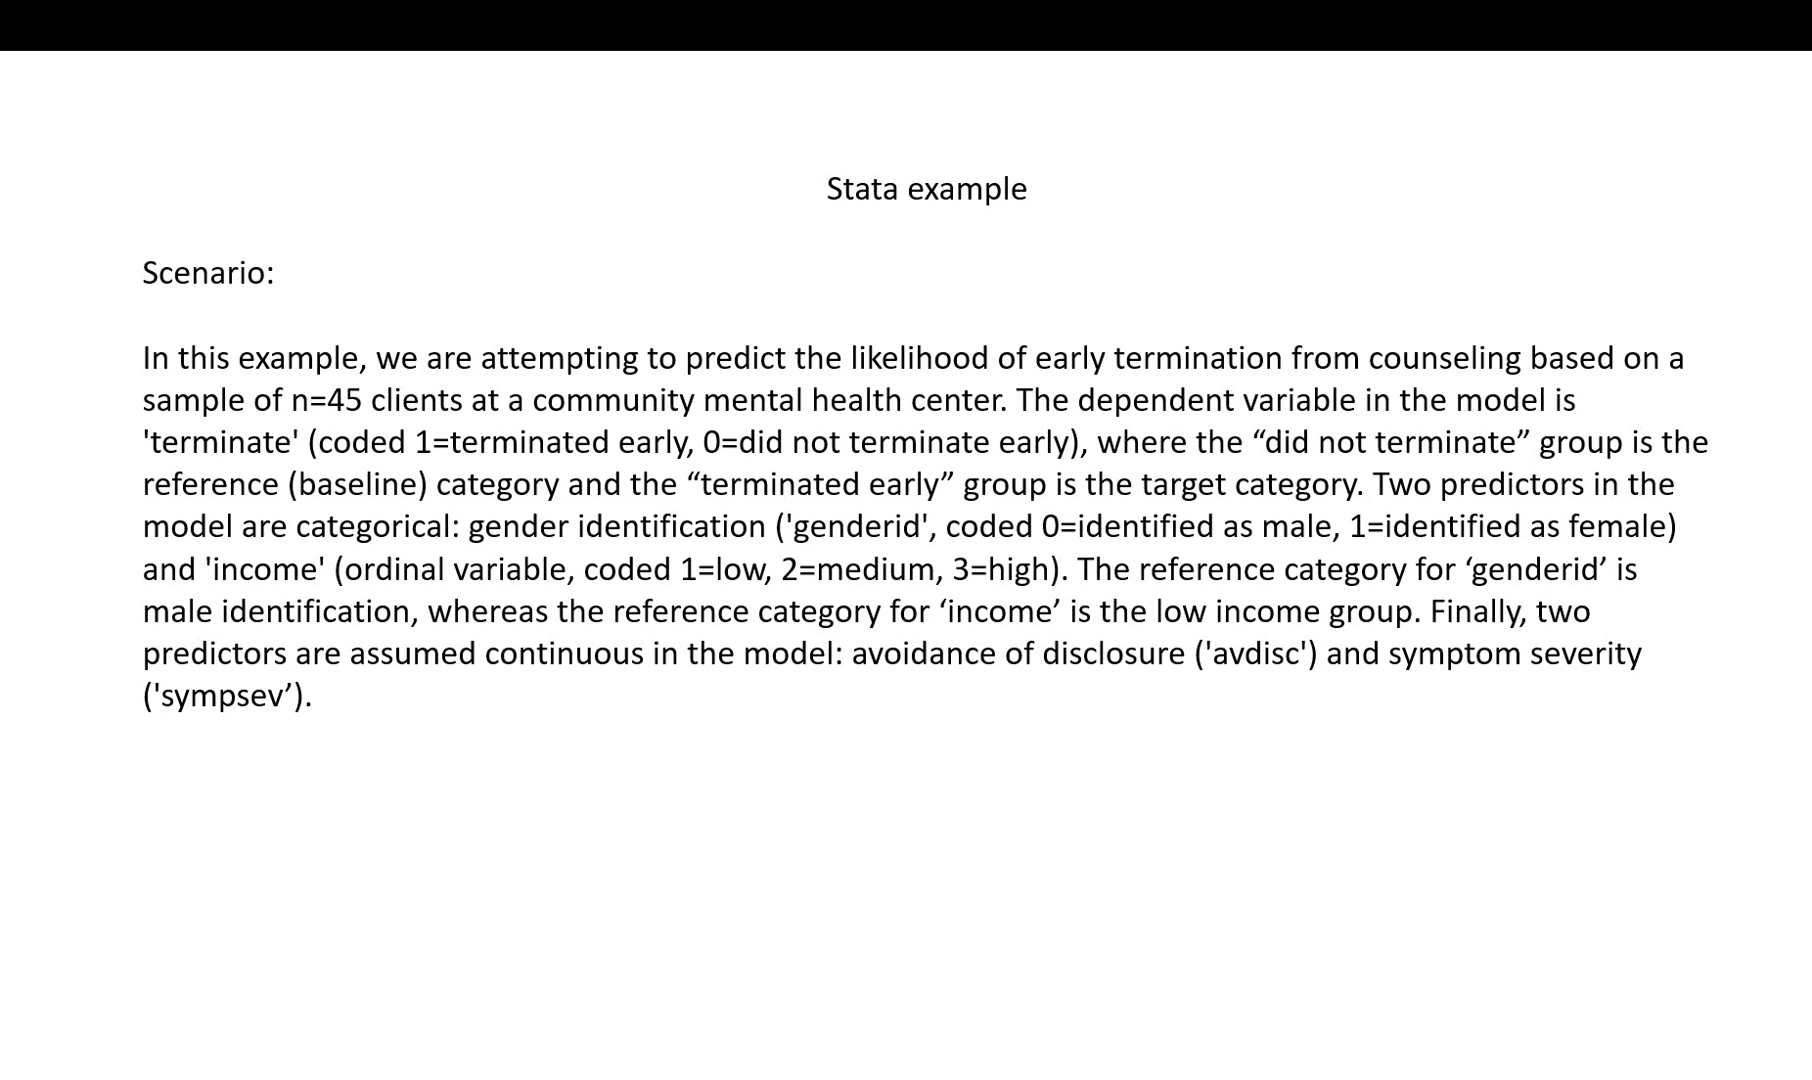 Stata example
Scenario:
In this example, we are attempting to predict the likelihood of early termination from counseling based on a
sample of n=45 clients at a community mental health center. The dependent variable in the model is
'terminate' (coded 1=terminated early, 0=did not terminate early), where the “did not terminate” group is the
reference (baseline) category and the “terminated early” group is the target category. Two predictors in the
model are categorical: gender identification ('genderid', coded 0=identified as male, 1=identified as female)
and 'income' (ordinal variable, coded 1=low, 2=medium, 3=high). The reference category for ‘genderid’ is
male identification, whereas the reference category for ‘income’ is the low income group. Finally, two
predictors are assumed continuous in the model: avoidance of disclosure ('avdisc') and symptom severity
('sympsev’).